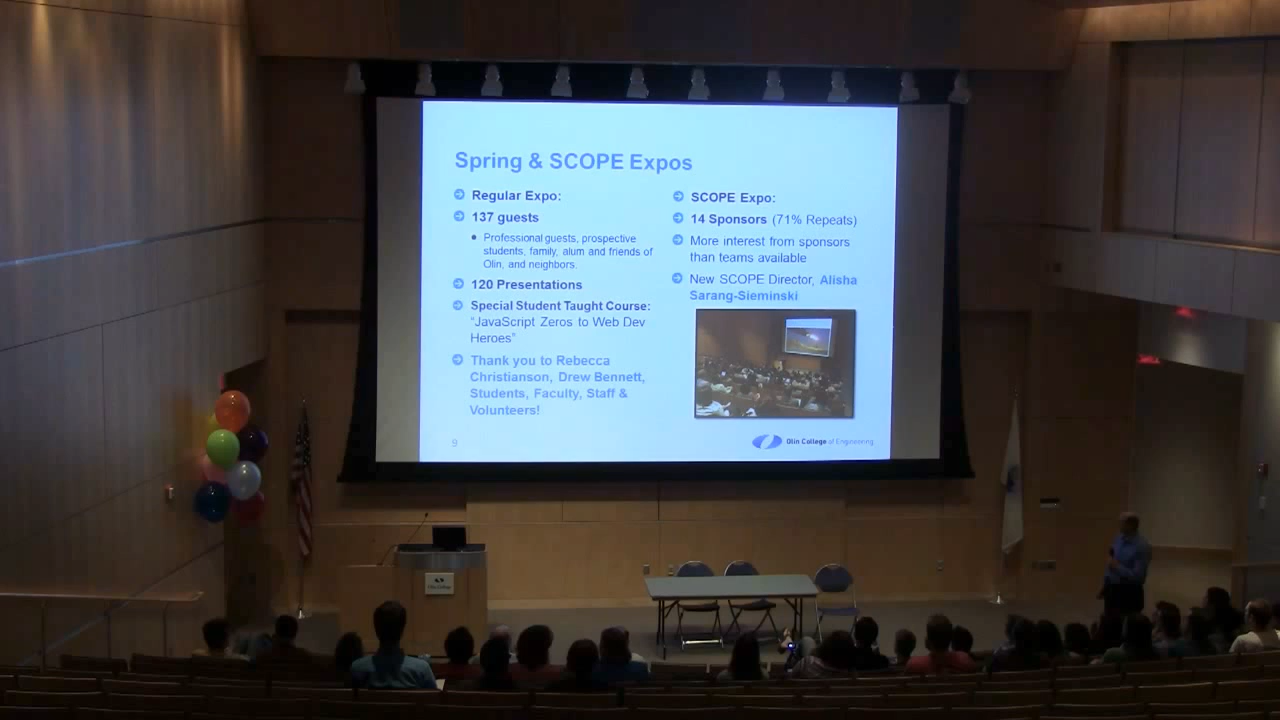 Spring & SCOPE Expos
Regular Expo:
137 guests
Professional guests, prospective
students, family, alum and friends of
Olin, and neighbors.
120 Presentations
Special Student Taught Course:
"JavaScript Zeros to Web Dev
Heroes"
Thank you to Rebecca
Christianson, Drew Bennett,
Students, Faculty, Staff &
Volunteers!
SCOPE Expo:
14 Sponsors (71% Repeats)
More interest from sponsors
than teams available
New SCOPE Director, Alisha
Sarang-Sieminski
9
Olin College of Engineering
Olin College